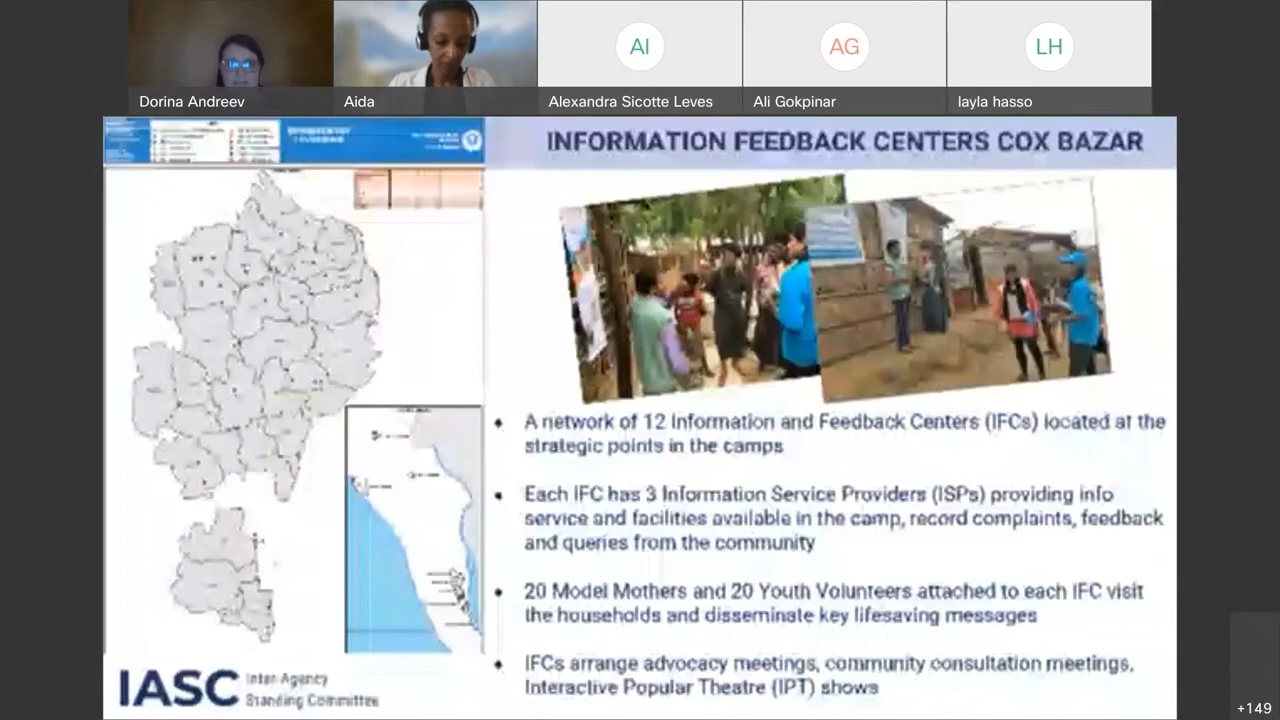 Dorina Andreev
Aida
AI
Alexandra Sicotte Leves
AG
Ali Gokpinar
LH
layla hasso
INFORMATION FEEDBACK CENTERS COX BAZAR
• A network of 12 Information and Feedback Centers (IFCs) located at the
strategic points in the camps
• Each IFC has 3 Information Service Providers (ISPs) providing info
service and facilities available in the camp, record complaints, feedback
and queries from the community
• 20 Model Mothers and 20 Youth Volunteers attached to each IFC visit
the households and disseminate key lifesaving messages
• IFCs arrange advocacy meetings, community consultation meetings,
Interactive Popular Theatre (IPT) shows
IASC Inter-Agency
Standing Committee
+149